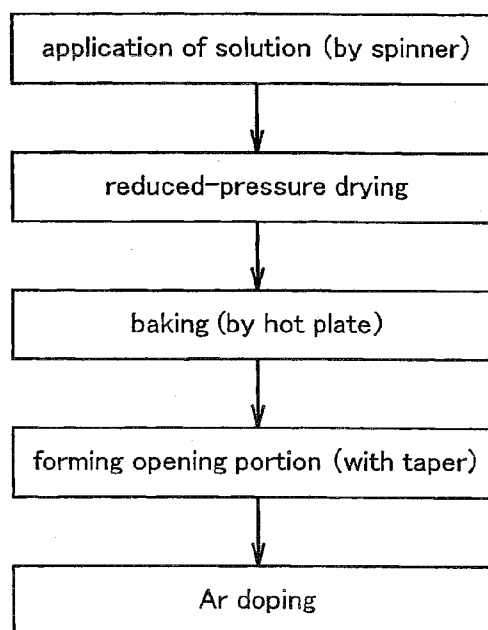 application of solution (by spinner)
reduced-pressure drying
baking (by hot plate)
forming opening portion (with taper)
Ar doping